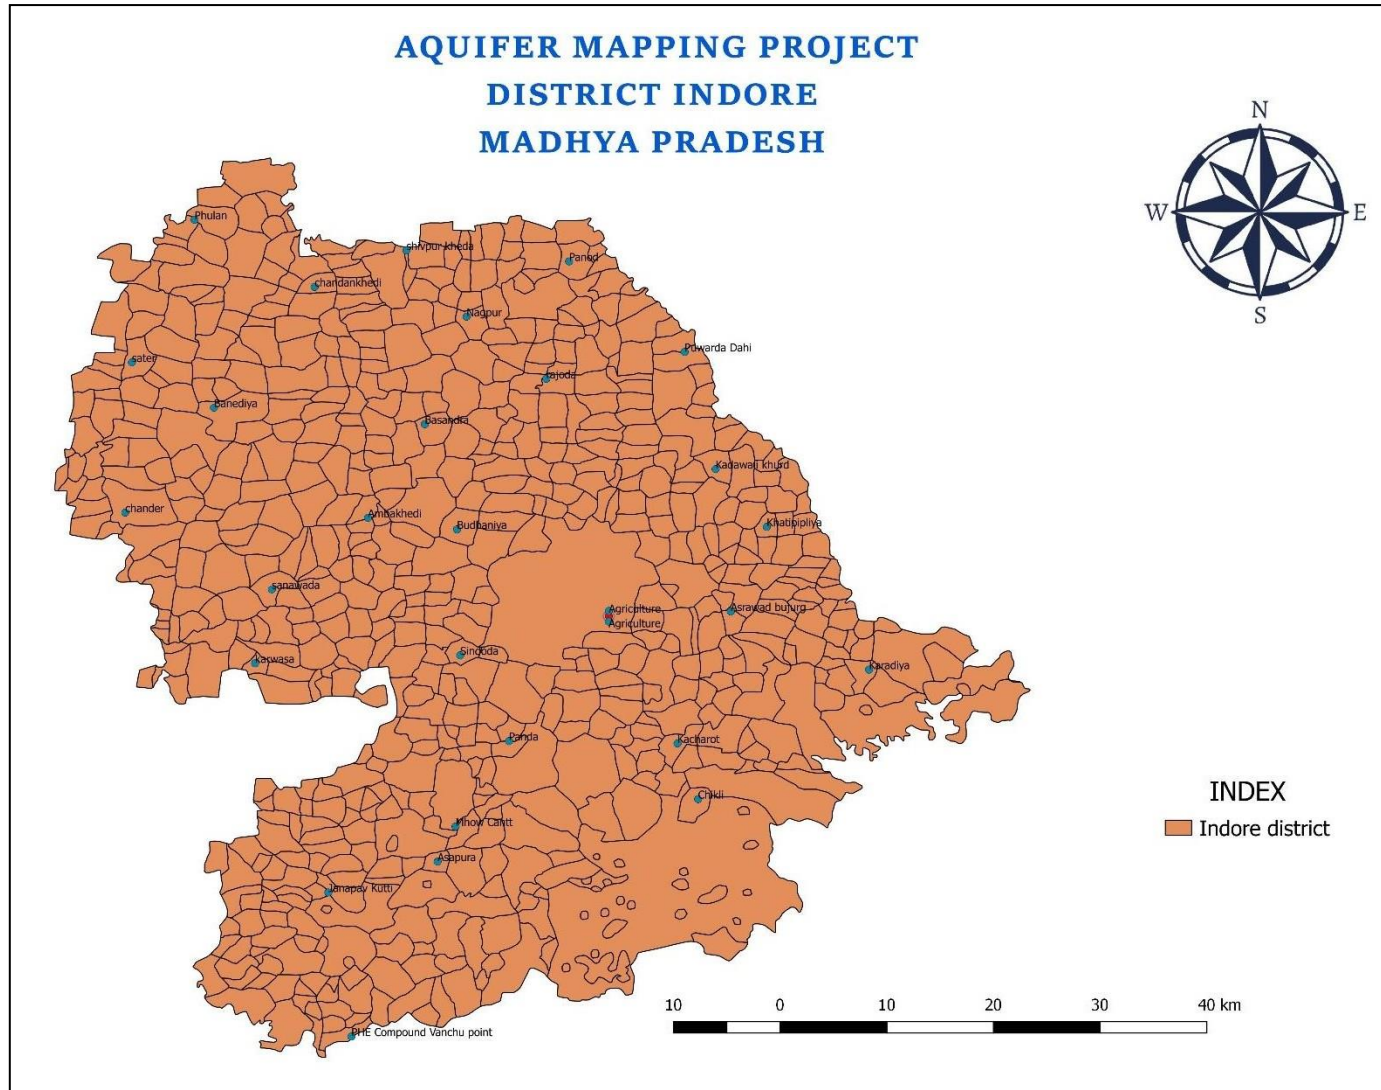 AQUIFER MAPPING PROJECT
DISTRICT INDORE
MADHYA PRADESH
N
W
E
S
Phulan
shivpur kheda
Panod
chandankhedi
Nagpur
Puwarda Dahi
sater
rajoda
Banediya
Basandra
Kadawali khurd
chander
Ambakhedi
Budhaniya
Khatipipliya
sanawada
Agriculture
Asrawad bujurg
Agriculture
Sindoda
karwasa
Karadiya
Panda
Kacharot
Chikli
Mhow Cantt
Asapura
Janapav Kutti
PHE Compound Vanchu point
INDEX
Indore district
10 0 10 20 30 40 km